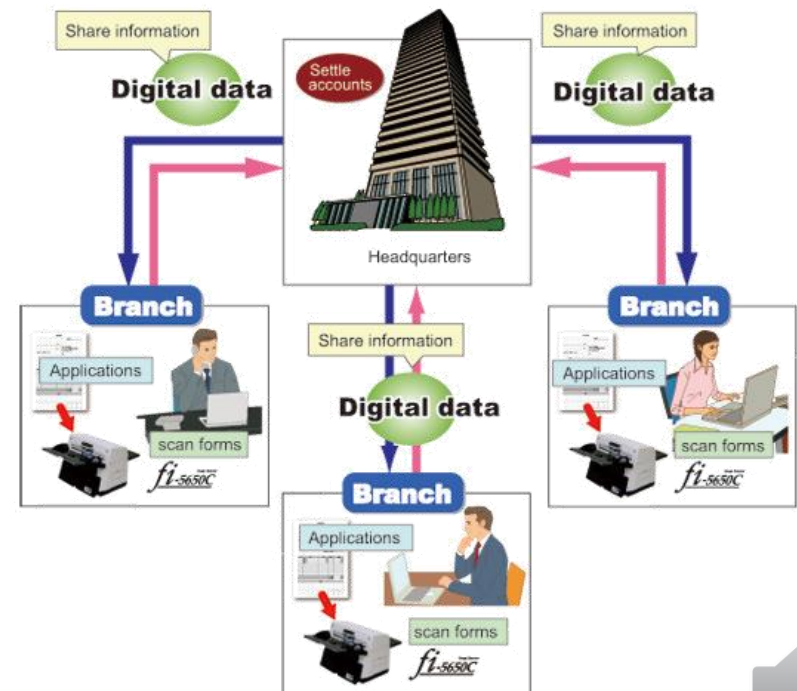 Share information
Digital data
Settle
accounts
Share information
Digital data
Headquarters
Branch
Applications
scan forms
fi-5650C
Share information
Digital data
Branch
Applications
scan forms
fi-5650C
Branch
Applications
scan forms
fi-5650C